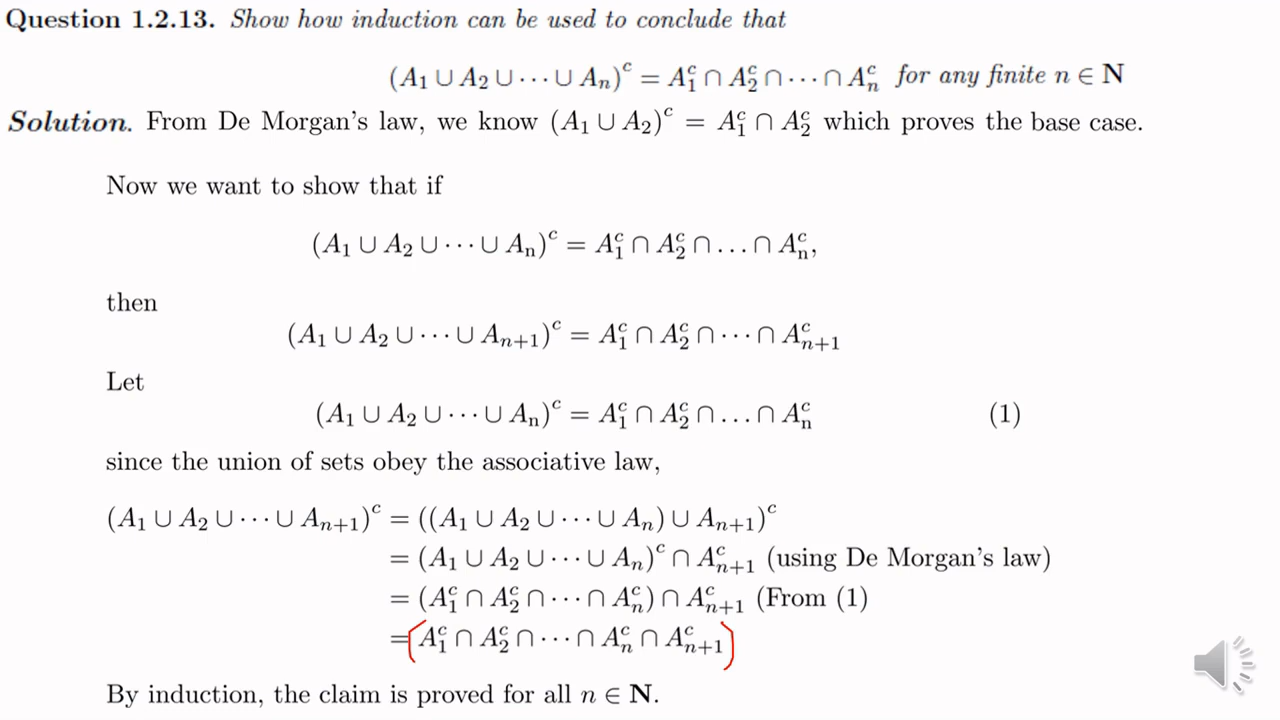 Question 1.2.13. Show how induction can be used to conclude that
(A₁ ∪ A₂ ∪ ··· ∪ Aₙ)ᶜ = A₁ᶜ ∩ A₂ᶜ ∩ ··· ∩ Aₙᶜ for any finite n ∈ N
Solution. From De Morgan's law, we know (A₁ ∪ A₂)ᶜ = A₁ᶜ ∩ A₂ᶜ which proves the base case.
Now we want to show that if
(A₁ ∪ A₂ ∪ ··· ∪ Aₙ)ᶜ = A₁ᶜ ∩ A₂ᶜ ∩ ... ∩ Aₙᶜ,
then
(A₁ ∪ A₂ ∪ ··· ∪ Aₙ₊₁)ᶜ = A₁ᶜ ∩ A₂ᶜ ∩ ··· ∩ Aₙ₊₁ᶜ
Let
(A₁ ∪ A₂ ∪ ··· ∪ Aₙ)ᶜ = A₁ᶜ ∩ A₂ᶜ ∩ ... ∩ Aₙᶜ (1)
since the union of sets obey the associative law,
(A₁ ∪ A₂ ∪ ··· ∪ Aₙ₊₁)ᶜ = ((A₁ ∪ A₂ ∪ ··· ∪ Aₙ) ∪ Aₙ₊₁)ᶜ
= (A₁ ∪ A₂ ∪ ··· ∪ Aₙ)ᶜ ∩ Aₙ₊₁ᶜ (using De Morgan's law)
= (A₁ᶜ ∩ A₂ᶜ ∩ ··· ∩ Aₙᶜ) ∩ Aₙ₊₁ᶜ (From (1)
= (A₁ᶜ ∩ A₂ᶜ ∩ ··· ∩ Aₙᶜ ∩ Aₙ₊₁ᶜ)
By induction, the claim is proved for all n ∈ N.